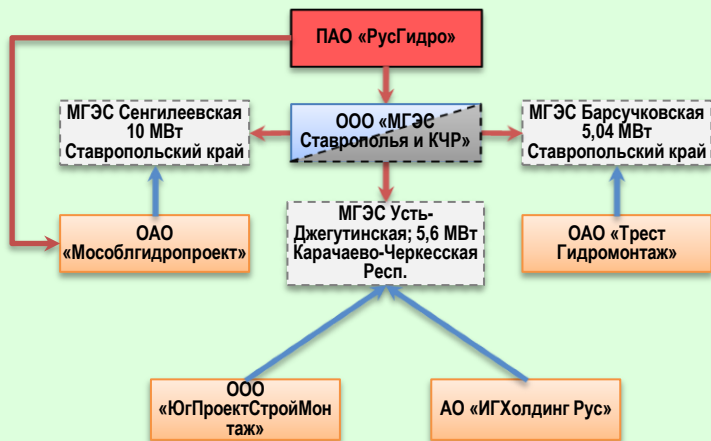 ПАО «РусГидро»
МГЭС Сенгилеевская
10 МВт
Ставропольский край
ООО «МГЭС
Ставрополья и КЧР»
МГЭС Барсучковская
5,04 МВт
Ставропольский край
ОАО
«Мособлгидропроект»
МГЭС Усть-
Джегутинская; 5,6 МВт
Карачаево-Черкесская
Респ.
ОАО «Трест
Гидромонтаж»
ООО
«ЮгПроектСтройМон
таж»
АО «ИГХолдинг Рус»